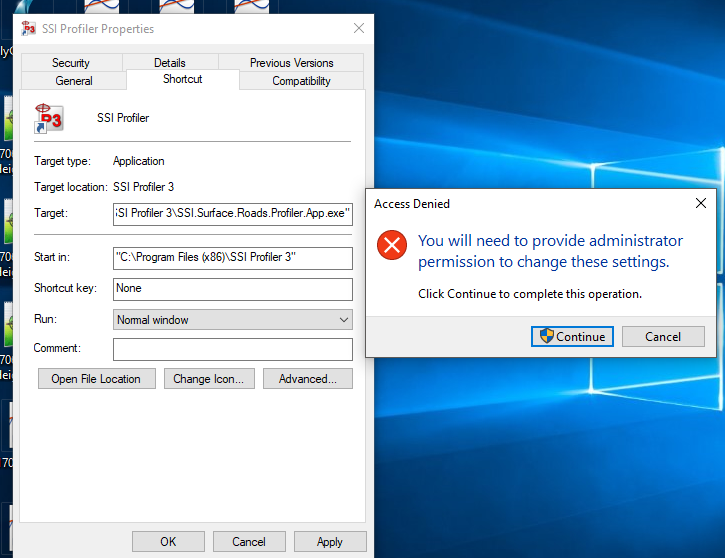 SSI Profiler Properties
Security Details Previous Versions
General Shortcut Compatibility
SSI Profiler
Target type: Application
Target location: SSI Profiler 3
Target: SSI Profiler 3\SSI.Surface.Roads.Profiler.App.exe"
Start in: "C:\Program Files (x86)\SSI Profiler 3"
Shortcut key: None
Run: Normal window
Comment:
Open File Location Change Icon... Advanced...
OK Cancel Apply
Access Denied
You will need to provide administrator
permission to change these settings.
Click Continue to complete this operation.
Continue Cancel